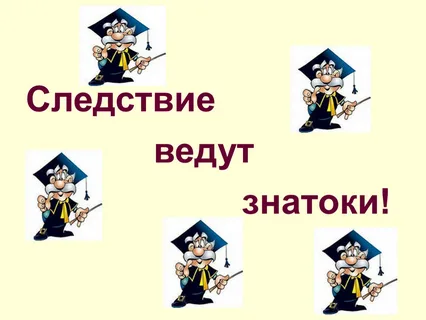 Следствие
ведут
знатоки!